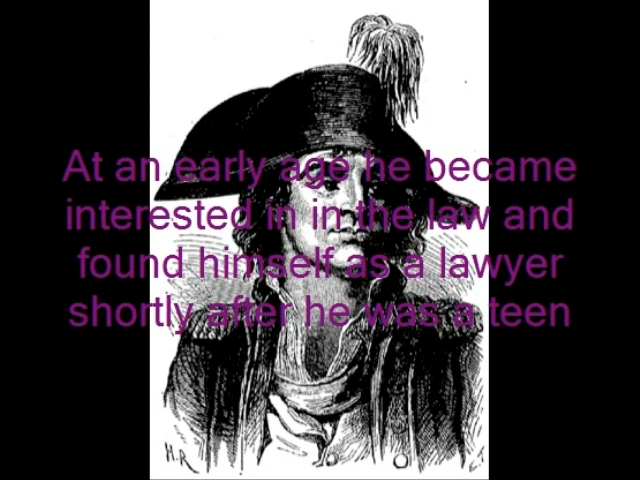 At an early age he became
interested in in the law and
found himself as a lawyer
shortly after he was a teen
H.R